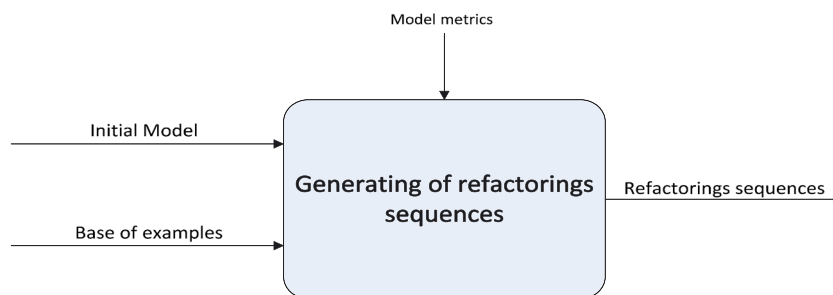 Model metrics
Initial Model
Generating of refactorings
sequences
Refactorings sequences
Base of examples